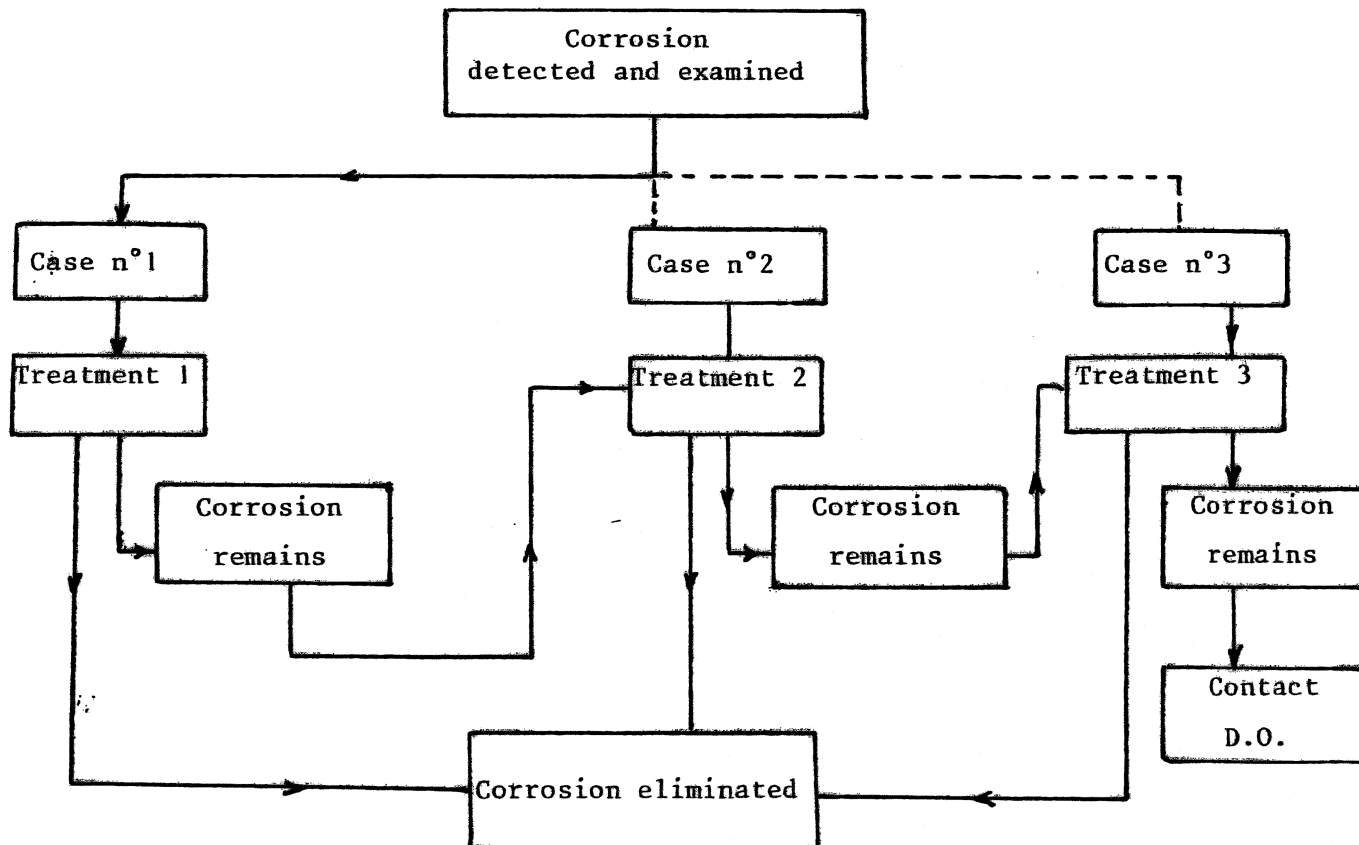 Corrosion
detected and examined
Case n°1
Case n°2
Case n°3
Treatment 1
Treatment 2
Treatment 3
Corrosion
remains
Corrosion
remains
Corrosion
remains
Contact
D.O.
Corrosion eliminated